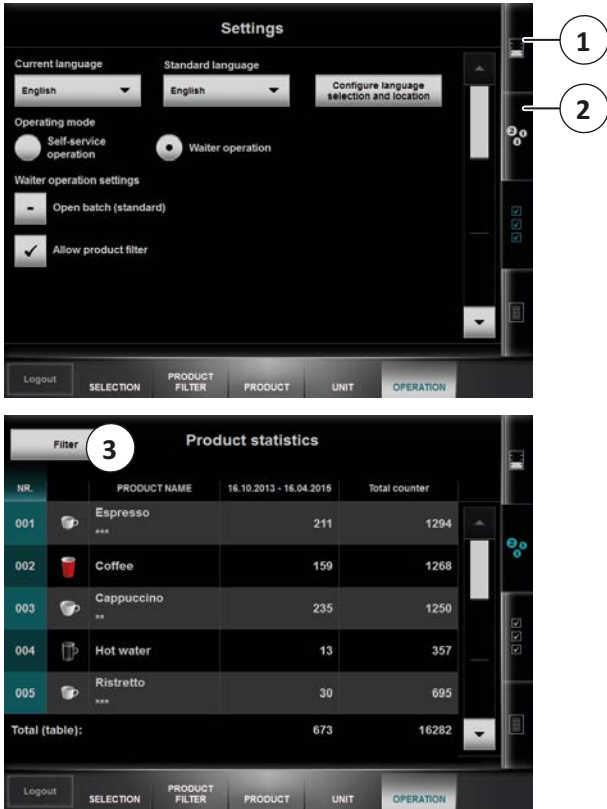 Settings
1
Current language
Standard language
English
English
Configure language
selection and location
2
Operating mode
Self-service
operation
Waiter operation
Waiter operation settings
Open batch (standard)
Allow product filter
Logout
SELECTION
PRODUCT
FILTER
PRODUCT
UNIT
OPERATION
Filter
3
Product statistics
NR.
PRODUCT NAME
16.10.2013 - 16.04.2015
Total counter
001
Espresso
***
211
1294
002
Coffee
159
1268
003
Cappuccino
**
235
1250
004
Hot water
13
357
005
Ristretto
***
30
695
Total (table):
673
16282
Logout
SELECTION
PRODUCT
FILTER
PRODUCT
UNIT
OPERATION